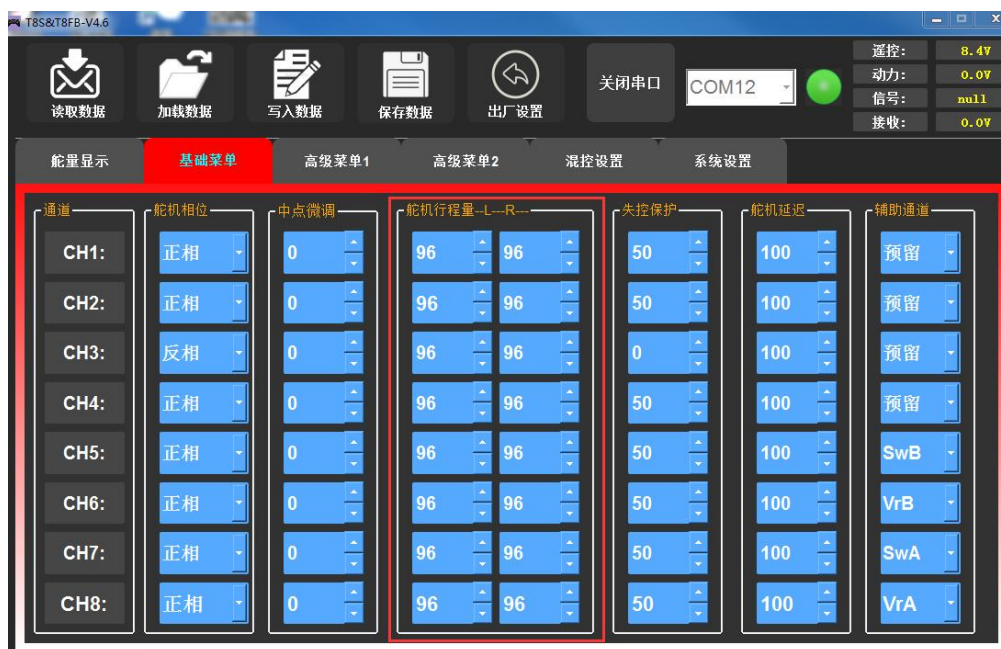 T8S&T8FB-V4.6
读取数据 加载数据 写入数据 保存数据 出厂设置 关闭串口 COM12
遥控: 8.4V
动力: 0.0V
信号: null
接收: 0.0V
舵量显示 基础菜单 高级菜单1 高级菜单2 混控设置 系统设置
通道 舵机相位 中点微调 舵机行程量--L---R--- 失控保护 舵机延迟 辅助通道
CH1: 正相 0 96 96 50 100 预留
CH2: 正相 0 96 96 50 100 预留
CH3: 反相 0 96 96 0 100 预留
CH4: 正相 0 96 96 50 100 预留
CH5: 正相 0 96 96 50 100 SwB
CH6: 正相 0 96 96 50 100 VrB
CH7: 正相 0 96 96 50 100 SwA
CH8: 正相 0 96 96 50 100 VrA